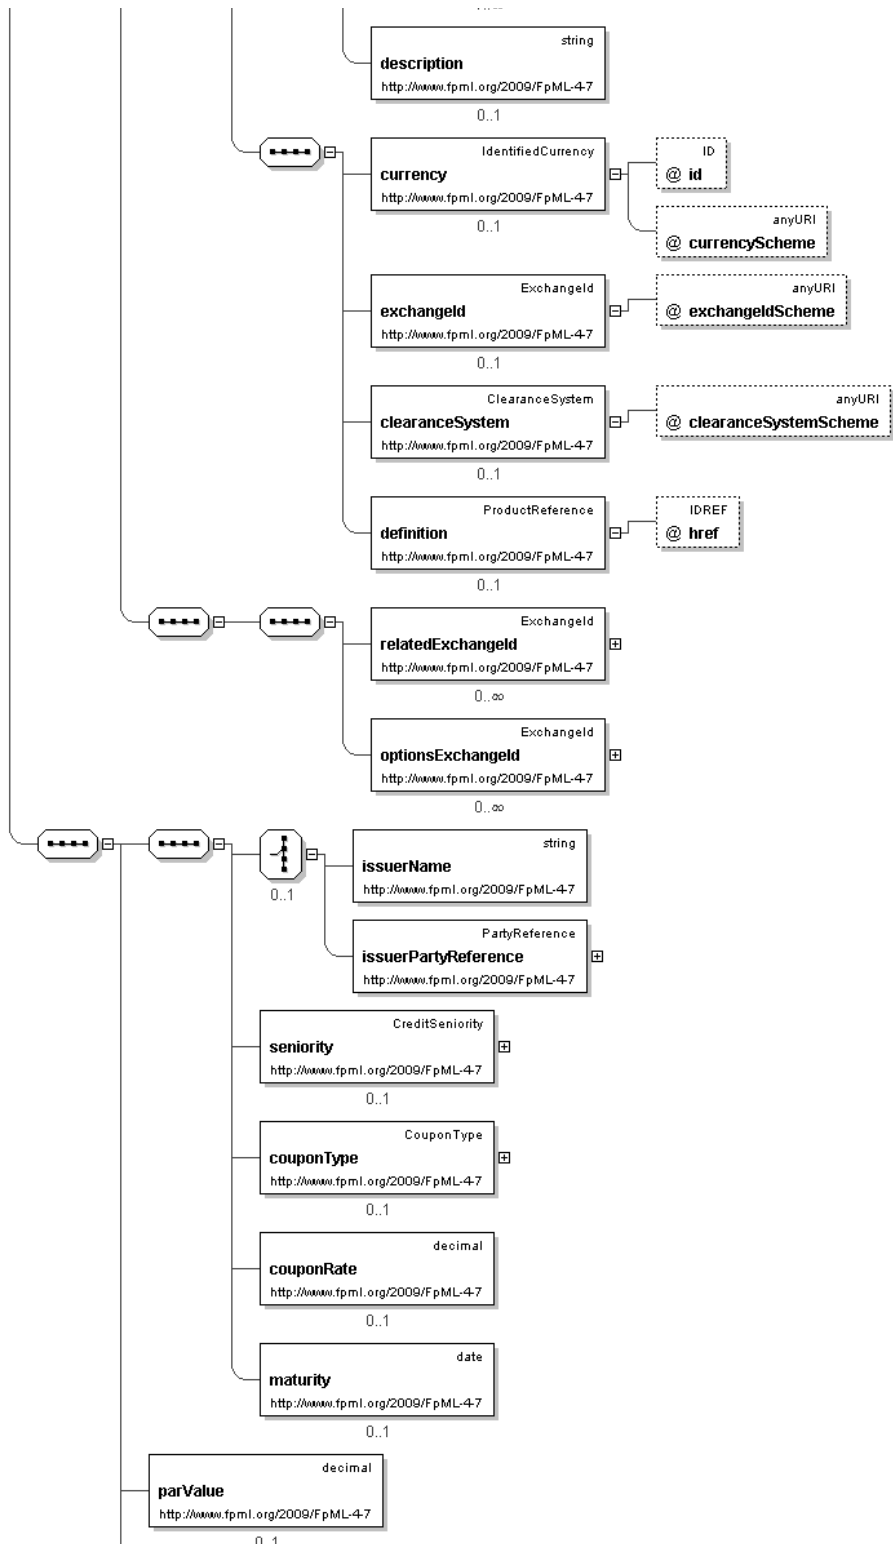 string
description
http://www.fpml.org/2009/FpML-4-7
0..1
IdentifiedCurrency
currency
http://www.fpml.org/2009/FpML-4-7
0..1
ID
@ id
anyURI
@ currencyScheme
ExchangeId
exchangeId
http://www.fpml.org/2009/FpML-4-7
0..1
anyURI
@ exchangeIdScheme
ClearanceSystem
clearanceSystem
http://www.fpml.org/2009/FpML-4-7
0..1
anyURI
@ clearanceSystemScheme
ProductReference
definition
http://www.fpml.org/2009/FpML-4-7
0..1
IDREF
@ href
ExchangeId
relatedExchangeId
http://www.fpml.org/2009/FpML-4-7
0..∞
ExchangeId
optionsExchangeId
http://www.fpml.org/2009/FpML-4-7
0..∞
0..1
string
issuerName
http://www.fpml.org/2009/FpML-4-7
PartyReference
issuerPartyReference
http://www.fpml.org/2009/FpML-4-7
CreditSeniority
seniority
http://www.fpml.org/2009/FpML-4-7
0..1
CouponType
couponType
http://www.fpml.org/2009/FpML-4-7
0..1
decimal
couponRate
http://www.fpml.org/2009/FpML-4-7
0..1
date
maturity
http://www.fpml.org/2009/FpML-4-7
0..1
decimal
parValue
http://www.fpml.org/2009/FpML-4-7
0..1